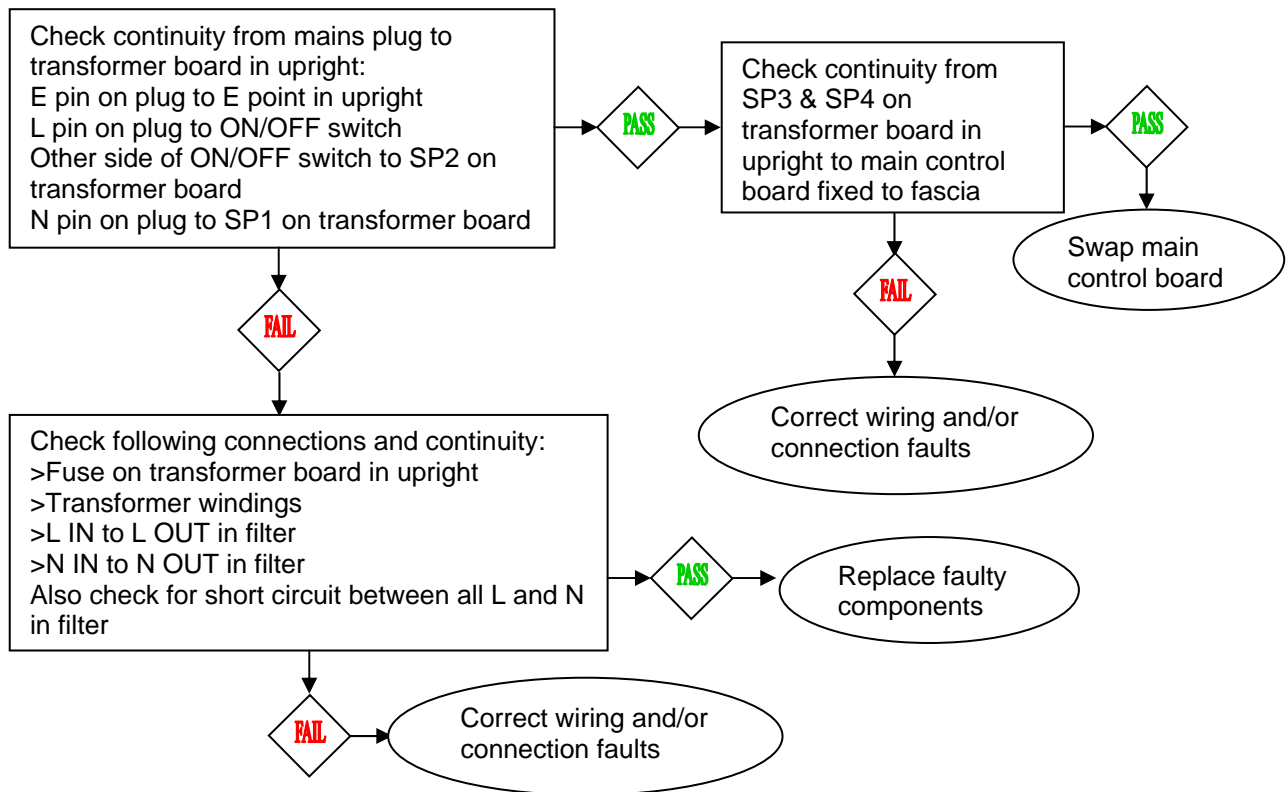 Check continuity from mains plug to
transformer board in upright:
E pin on plug to E point in upright
L pin on plug to ON/OFF switch
Other side of ON/OFF switch to SP2 on
transformer board
N pin on plug to SP1 on transformer board
PASS
Check continuity from
SP3 & SP4 on
transformer board in
upright to main control
board fixed to fascia
PASS
Swap main
control board
FAIL
Correct wiring and/or
connection faults
FAIL
Check following connections and continuity:
>Fuse on transformer board in upright
>Transformer windings
>L IN to L OUT in filter
>N IN to N OUT in filter
Also check for short circuit between all L and N
in filter
PASS
Replace faulty
components
FAIL
Correct wiring and/or
connection faults